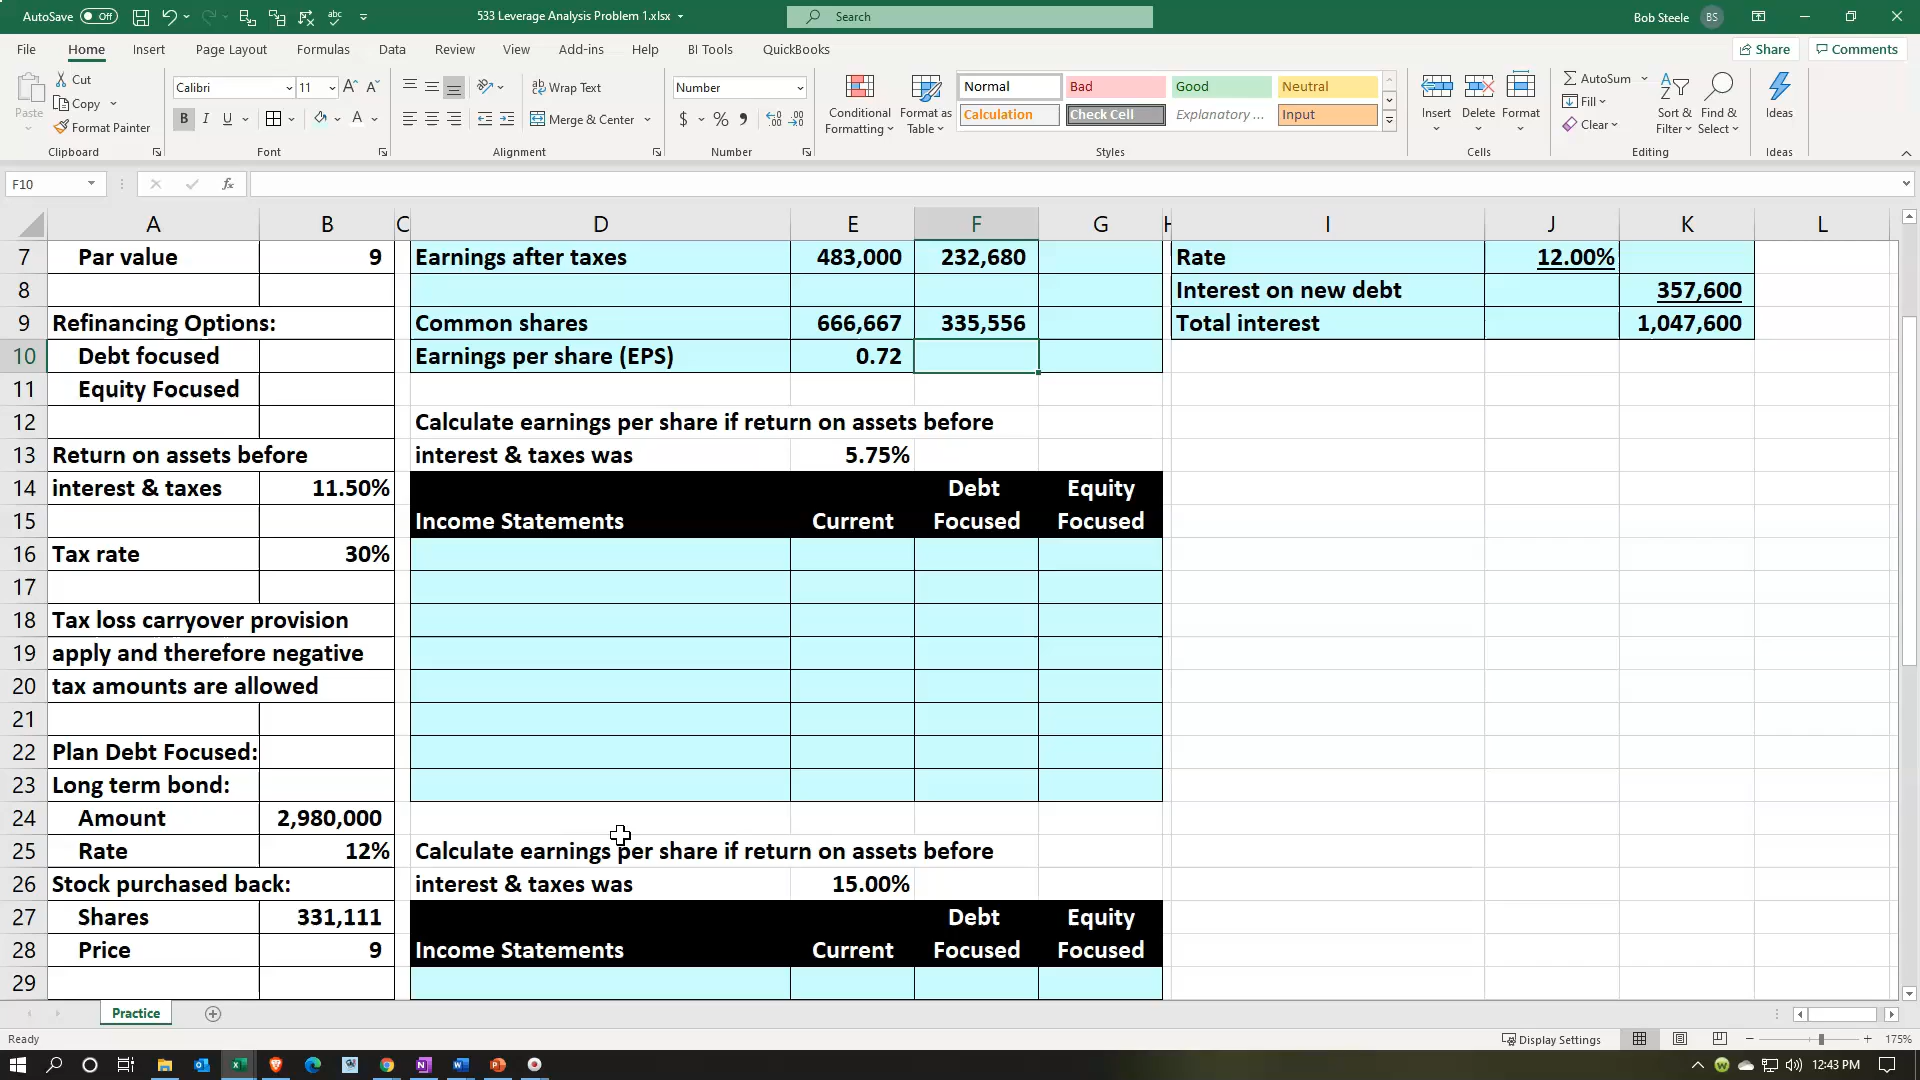 AutoSave Off
abc
533 Leverage Analysis Problem 1.xlsx
Search
Bob Steele BS
File Home Insert Page Layout Formulas Data Review View Add-ins Help BI Tools QuickBooks
Share Comments
Paste
Cut
Copy
Format Painter
Clipboard
Calibri 11
B I U
Font
Wrap Text
Merge & Center
Alignment
Number
$ % ,
Number
Conditional Formatting
Format as Table
Normal Bad Good Neutral
Calculation Check Cell Explanatory ... Input
Styles
Insert Delete Format
Cells
AutoSum
Fill
Clear
Sort & Filter
Find & Select
Editing
Ideas
Ideas
F10 fx
A B C D E F G H I J K L
7 Par value 9 Earnings after taxes 483,000 232,680 Rate 12.00%
8 Interest on new debt 357,600
9 Refinancing Options: Common shares 666,667 335,556 Total interest 1,047,600
10 Debt focused Earnings per share (EPS) 0.72
11 Equity Focused
12 Calculate earnings per share if return on assets before
13 Return on assets before interest & taxes was 5.75%
14 interest & taxes 11.50% Debt Equity
15 Income Statements Current Focused Focused
16 Tax rate 30%
17
18 Tax loss carryover provision
19 apply and therefore negative
20 tax amounts are allowed
21
22 Plan Debt Focused:
23 Long term bond:
24 Amount 2,980,000
25 Rate 12% Calculate earnings per share if return on assets before
26 Stock purchased back: interest & taxes was 15.00%
27 Shares 331,111 Debt Equity
28 Price 9 Income Statements Current Focused Focused
29
Practice
Ready
Display Settings
175%
12:43 PM